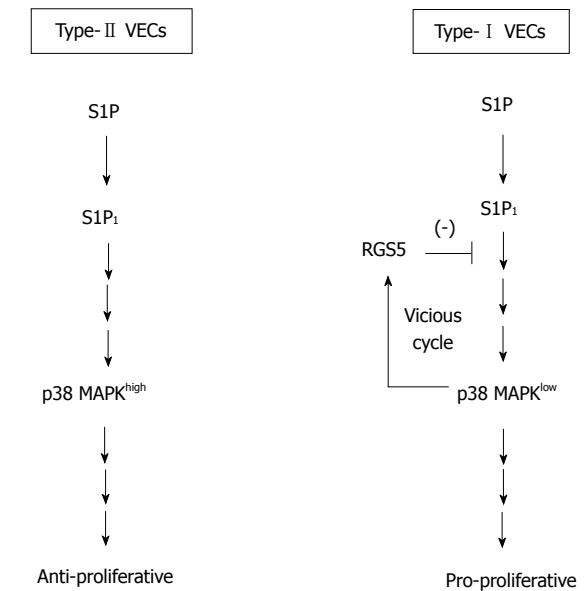 Type-Ⅱ VECs
S1P
S1P₁
p38 MAPKhigh
Anti-proliferative
Type-Ⅰ VECs
S1P
S1P₁
(-)
RGS5
Vicious
cycle
p38 MAPKlow
Pro-proliferative